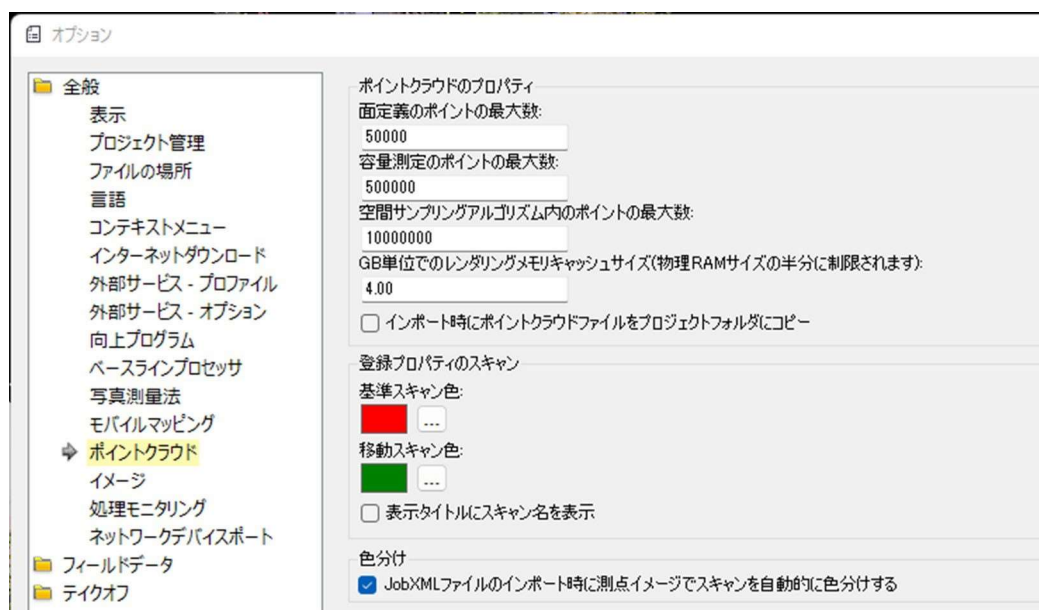 オプション
全般
表示
プロジェクト管理
ファイルの場所
言語
コンテキストメニュー
インターネットダウンロード
外部サービス - プロファイル
外部サービス - オプション
向上プログラム
ベースラインプロセッサ
写真測量法
モバイルマッピング
ポイントクラウド
イメージ
処理モニタリング
ネットワークデバイスポート
フィールドデータ
テイクオフ
ポイントクラウドのプロパティ
面定義のポイントの最大数:
50000
容量測定のポイントの最大数:
500000
空間サンプリングアルゴリズム内のポイントの最大数:
10000000
GB単位でのレンダリングメモリキャッシュサイズ(物理RAMサイズの半分に制限されます):
4.00
インポート時にポイントクラウドファイルをプロジェクトフォルダにコピー
登録プロパティのスキャン
基準スキャン色:
...
移動スキャン色:
...
表示タイトルにスキャン名を表示
色分け
JobXMLファイルのインポート時に測点イメージでスキャンを自動的に色分けする